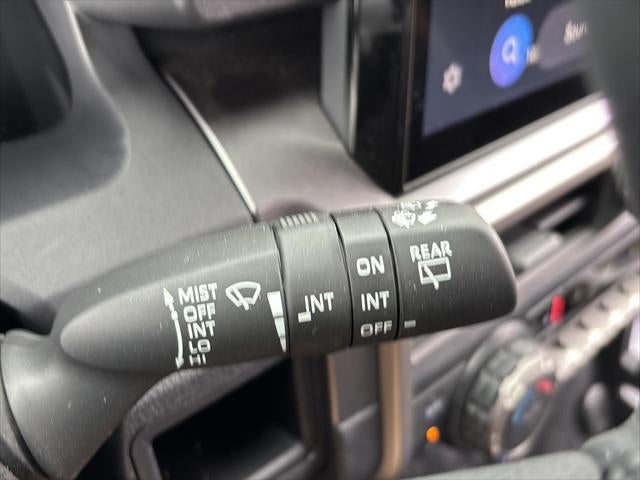 MIST
OFF
INT
LO
HI
INT
ON
INT
OFF
REAR